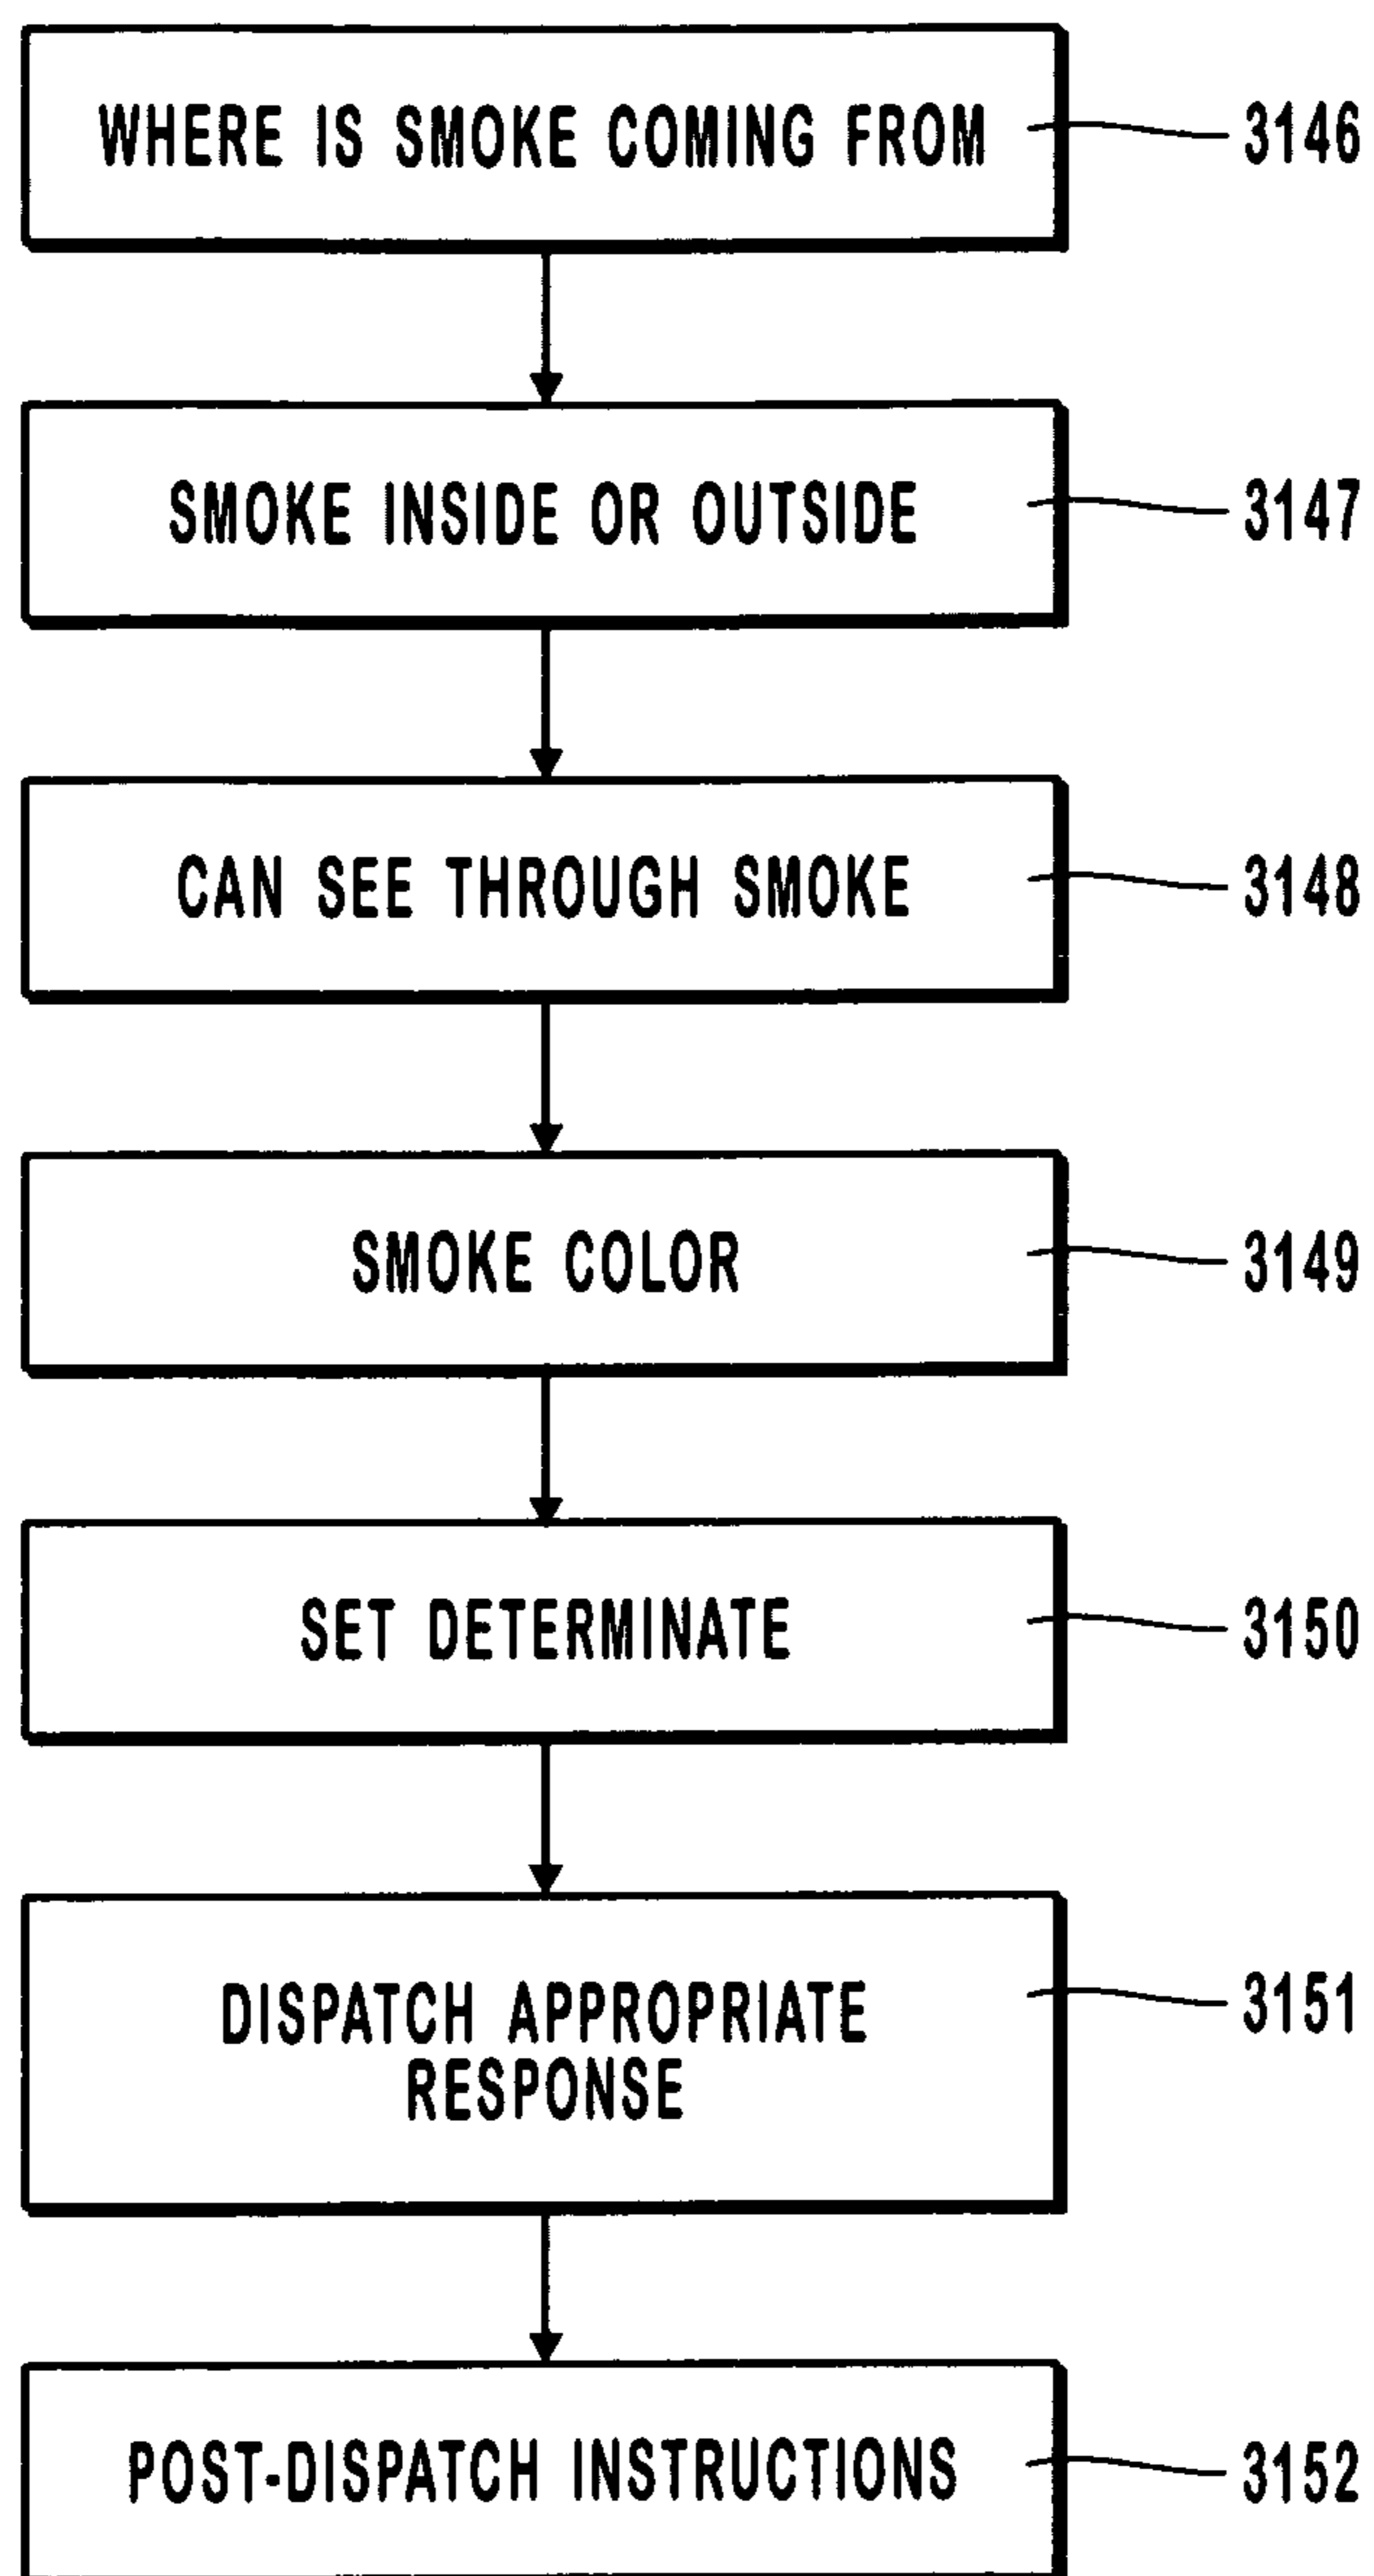 WHERE IS SMOKE COMING FROM 3146
SMOKE INSIDE OR OUTSIDE 3147
CAN SEE THROUGH SMOKE 3148
SMOKE COLOR 3149
SET DETERMINATE 3150
DISPATCH APPROPRIATE 3151
RESPONSE
POST-DISPATCH INSTRUCTIONS 3152